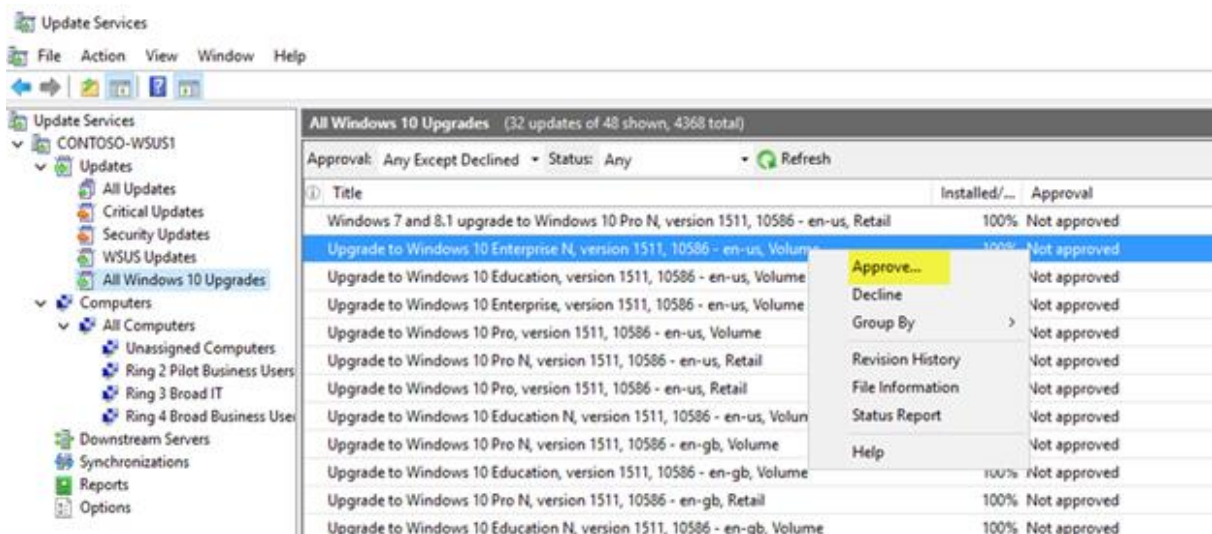 Update Services
File Action View Window Help
Update Services
CONTOSO-WSUS1
Updates
All Updates
Critical Updates
Security Updates
WSUS Updates
All Windows 10 Upgrades
Computers
All Computers
Unassigned Computers
Ring 2 Pilot Business Users
Ring 3 Broad IT
Ring 4 Broad Business User
Downstream Servers
Synchronizations
Reports
Options
All Windows 10 Upgrades (32 updates of 48 shown, 4368 total)
Approval: Any Except Declined Status: Any Refresh
Title Installed/... Approval
Windows 7 and 8.1 upgrade to Windows 10 Pro N, version 1511, 10586 - en-us, Retail 100% Not approved
Upgrade to Windows 10 Enterprise N, version 1511, 10586 - en-us, Volume 100% Not approved
Upgrade to Windows 10 Education, version 1511, 10586 - en-us, Volume Not approved
Upgrade to Windows 10 Enterprise, version 1511, 10586 - en-us, Volume Not approved
Upgrade to Windows 10 Pro, version 1511, 10586 - en-us, Volume Not approved
Upgrade to Windows 10 Pro N, version 1511, 10586 - en-us, Retail Not approved
Upgrade to Windows 10 Pro, version 1511, 10586 - en-us, Retail Not approved
Upgrade to Windows 10 Education N, version 1511, 10586 - en-us, Volum Not approved
Upgrade to Windows 10 Pro N, version 1511, 10586 - en-gb, Volume Not approved
Upgrade to Windows 10 Education, version 1511, 10586 - en-gb, Volume 100% Not approved
Upgrade to Windows 10 Pro N, version 1511, 10586 - en-gb, Retail 100% Not approved
Upgrade to Windows 10 Education N, version 1511, 10586 - en-gb, Volume 100% Not approved
Approve...
Decline
Group By
Revision History
File Information
Status Report
Help